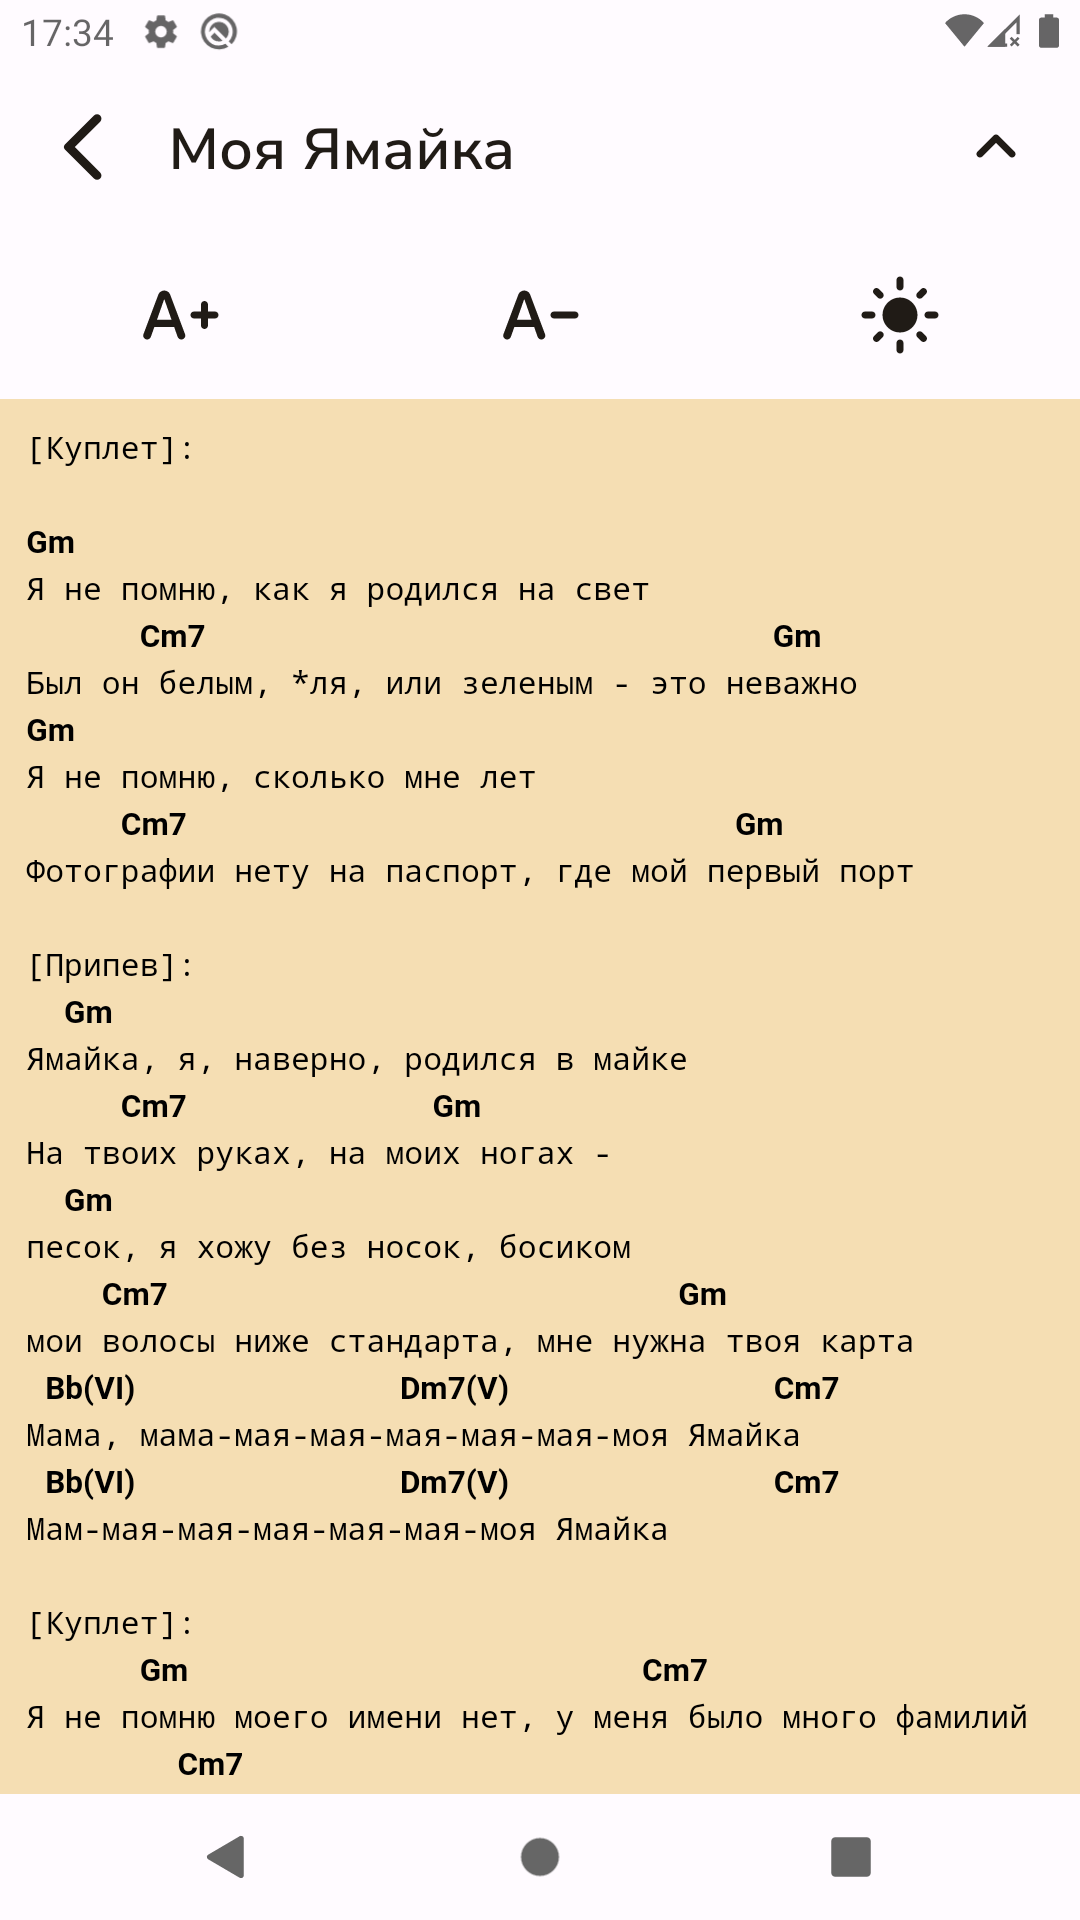 17:34
Моя Ямайка
A+ A− 
[Куплет]:
Gm
Я не помню, как я родился на свет
Cm7 Gm
Был он белым, *ля, или зеленым - это неважно
Gm
Я не помню, сколько мне лет
Cm7 Gm
Фотографии нету на паспорт, где мой первый порт
[Припев]:
Gm
Ямайка, я, наверно, родился в майке
Cm7 Gm
На твоих руках, на моих ногах -
Gm
песок, я хожу без носок, босиком
Cm7 Gm
мои волосы ниже стандарта, мне нужна твоя карта
Bb(VI) Dm7(V) Cm7
Мама, мама-мая-мая-мая-мая-мая-моя Ямайка
Bb(VI) Dm7(V) Cm7
Мам-мая-мая-мая-мая-мая-моя Ямайка
[Куплет]:
Gm Cm7
Я не помню моего имени нет, у меня было много фамилий
Cm7